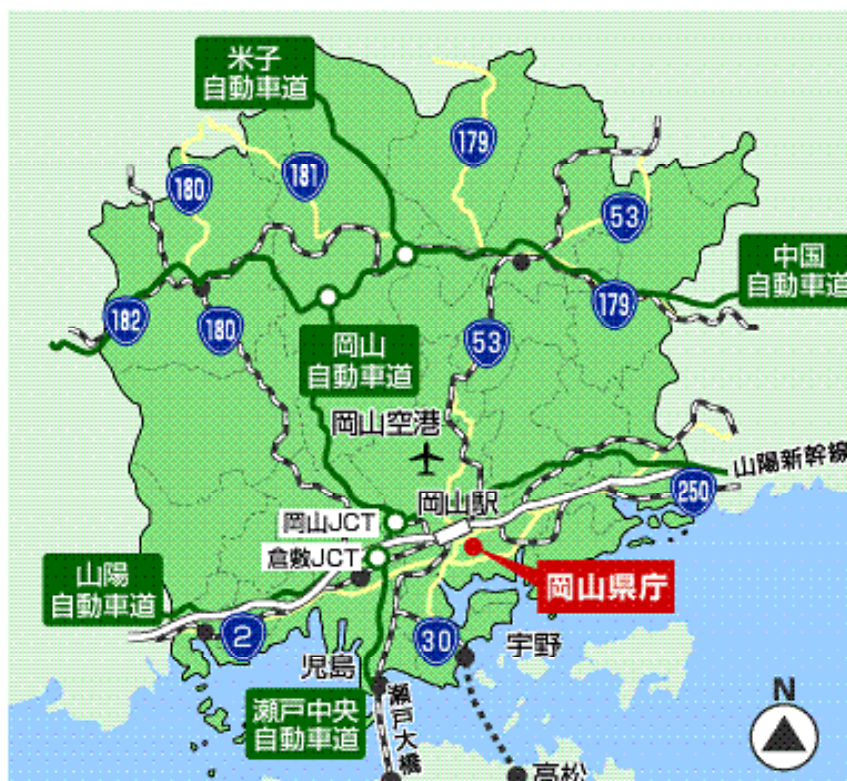 米子
自動車道
179
180
181
53
中国
自動車道
182
180
179
53
岡山
自動車道
岡山空港
山陽新幹線
岡山駅
250
岡山JCT
倉敷JCT
山陽
自動車道
岡山県庁
2
30
宇野
児島
瀬戸中央
自動車道
瀬戸大橋
N
高松